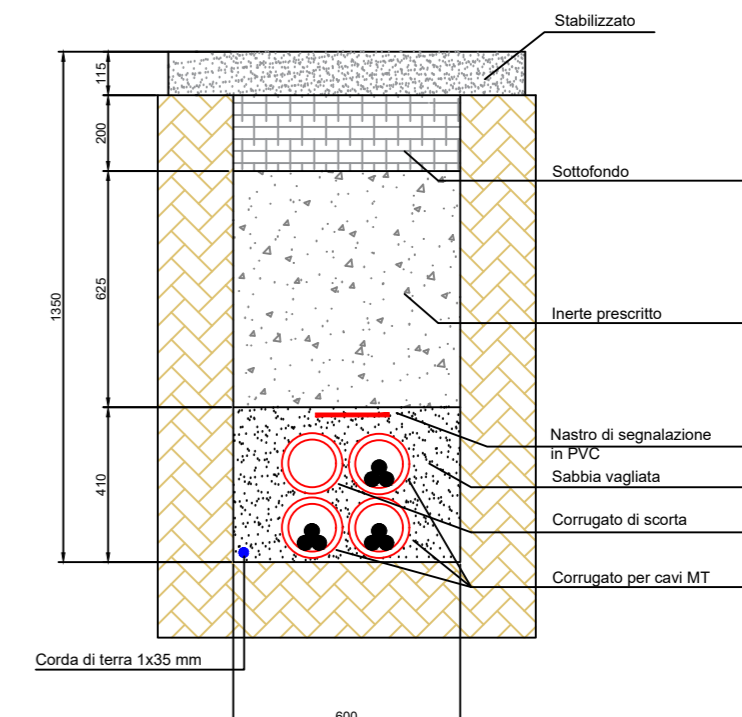 Stabilizzato
115
200
Sottofondo
625
1350
Inerte prescritto
Nastro di segnalazione
in PVC
Sabbia vagliata
410
Corrugato di scorta
Corrugato per cavi MT
Corda di terra 1x35 mm
600